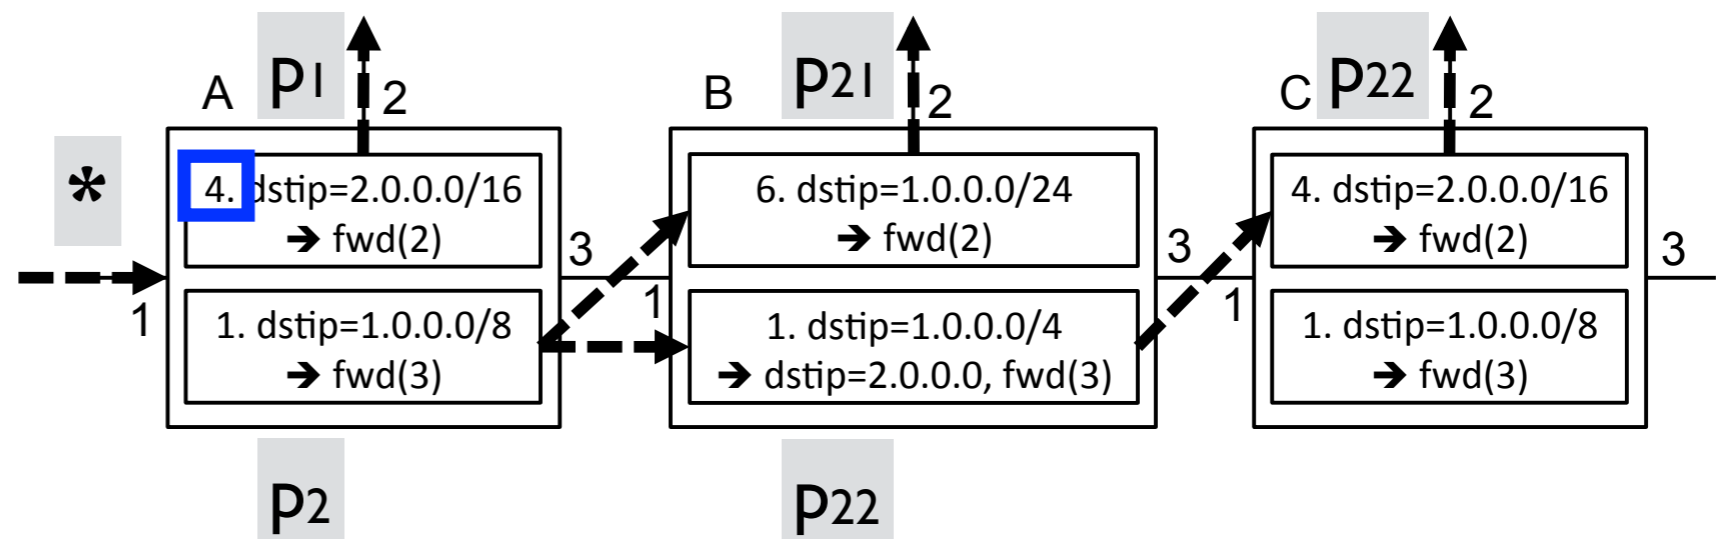 A p1 2
B p21 2
C p22 2
*
4. dstip=2.0.0.0/16
➔ fwd(2)
6. dstip=1.0.0.0/24
➔ fwd(2)
4. dstip=2.0.0.0/16
➔ fwd(2)
3
3
3
1
1
1
1. dstip=1.0.0.0/8
➔ fwd(3)
1. dstip=1.0.0.0/4
➔ dstip=2.0.0.0, fwd(3)
1. dstip=1.0.0.0/8
➔ fwd(3)
p2
p22